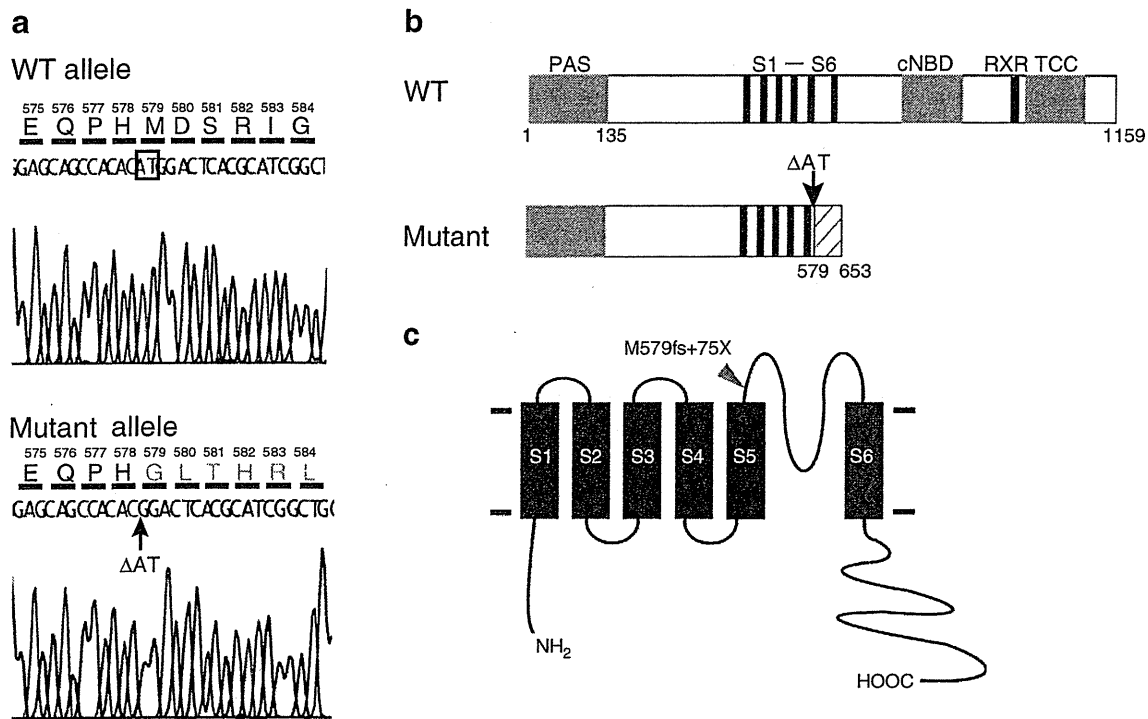 a
WT allele
575 576 577 578 579 580 581 582 583 584
E Q P H M D S R I G
GAGCAGCCACACATGGACTCACGCATCGGCT
Mutant allele
575 576 577 578 579 580 581 582 583 584
E Q P H G L T H R L
GAGCAGCCACACGGACTCACGCATCGGCTG
ΔAT
b
PAS S1 – S6 cNBD RXR TCC
WT
1 135 1159
ΔAT
Mutant
579 653
c
M579fs+75X
S1 S2 S3 S4 S5 S6
NH2
HOOC